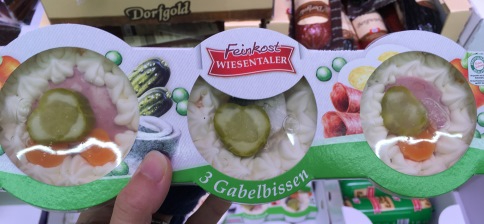 Dorfgold
Feinkost
WIESENTALER
3 Gabelbissen